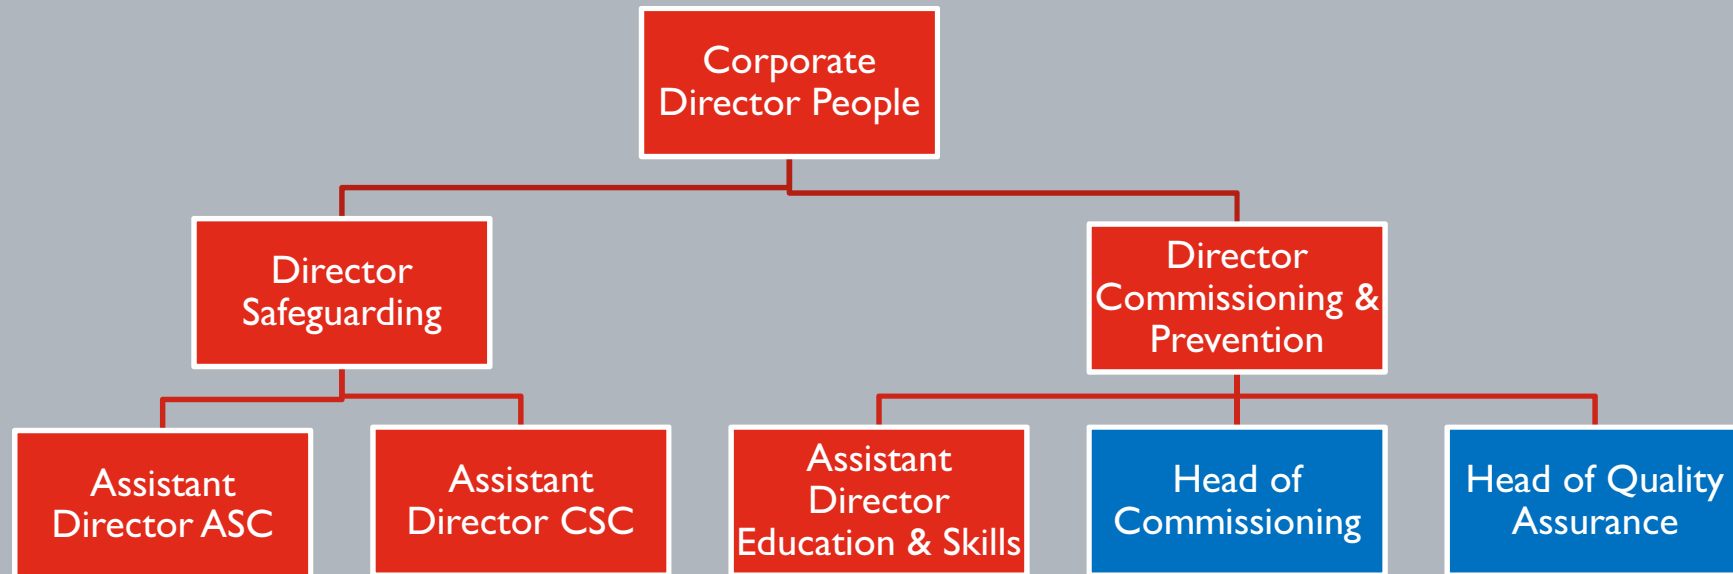 Corporate
Director People
Director
Safeguarding
Director
Commissioning &
Prevention
Assistant
Director ASC
Assistant
Director CSC
Assistant
Director
Education & Skills
Head of
Commissioning
Head of Quality
Assurance